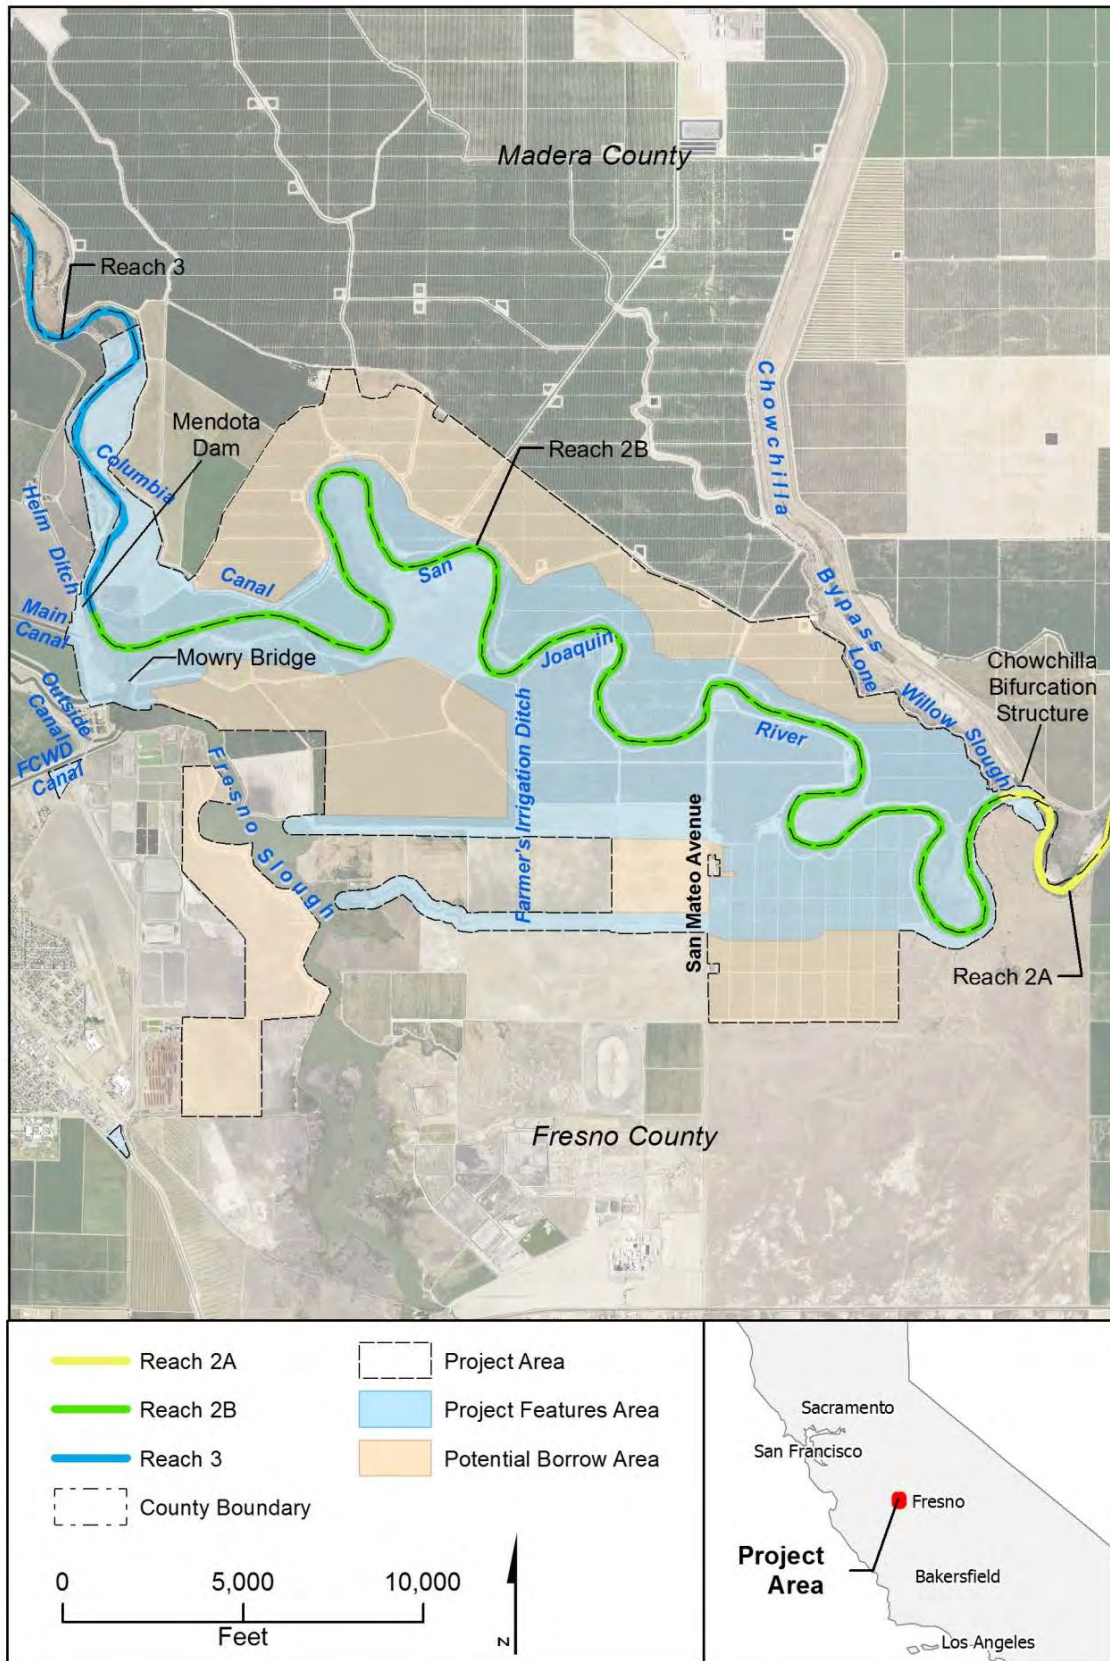 Madera County
Reach 3
Mendota
Dam
Columbia
Canal
Helm Ditch
Main
Canal
Outside
Canal
FCWD
Canal
Mowry Bridge
Reach 2B
San
Joaquin
River
Chowchilla
Bypass
Lone
Willow
Slough
Chowchilla
Bifurcation
Structure
Fresno
Slough
Farmer's Irrigation Ditch
San Mateo Avenue
Reach 2A
Fresno County
Reach 2A
Reach 2B
Reach 3
County Boundary
Project Area
Project Features Area
Potential Borrow Area
0 5,000 10,000
Feet
N
Sacramento
San Francisco
Fresno
Project
Area
Bakersfield
Los Angeles